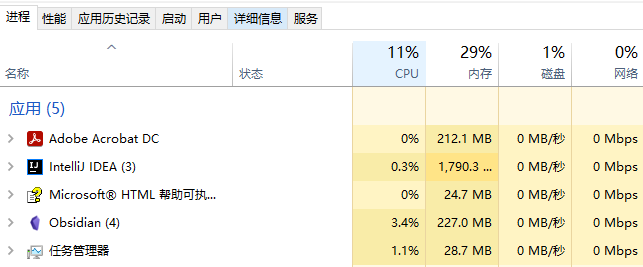 进程 性能 应用历史记录 启动 用户 详细信息 服务
11% 29% 1% 0%
名称 状态 CPU 内存 磁盘 网络
应用 (5)
Adobe Acrobat DC 0% 212.1 MB 0 MB/秒 0 Mbps
IntelliJ IDEA (3) 0.3% 1,790.3 ... 0 MB/秒 0 Mbps
Microsoft® HTML 帮助可执... 0% 24.7 MB 0 MB/秒 0 Mbps
Obsidian (4) 3.4% 227.0 MB 0 MB/秒 0 Mbps
任务管理器 1.1% 28.7 MB 0 MB/秒 0 Mbps